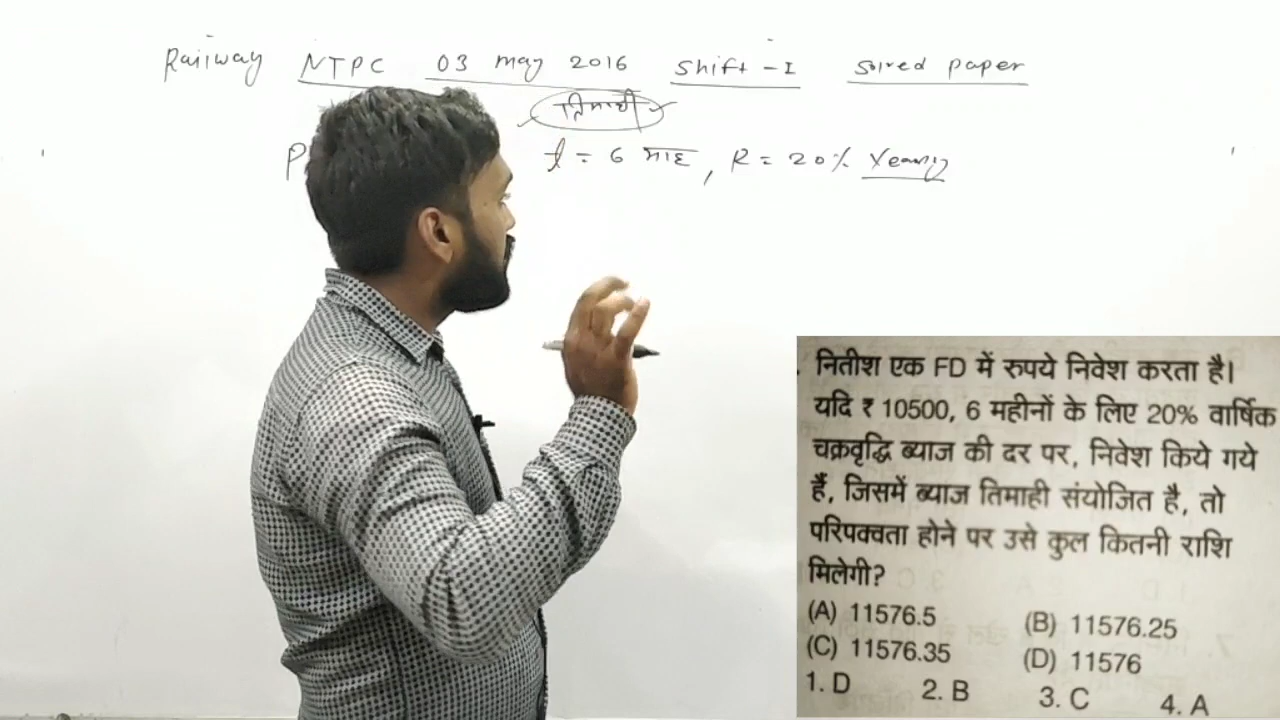 Railway NTPC 03 May 2016 Shift-I Solved paper
तिमाही
P t = 6 माह, R = 20% Yearly
नितीश एक FD में रुपये निवेश करता है।
यदि ₹ 10500, 6 महीनों के लिए 20% वार्षिक
चक्रवृद्धि ब्याज की दर पर, निवेश किये गये
हैं, जिसमें ब्याज तिमाही संयोजित है, तो
परिपक्वता होने पर उसे कुल कितनी राशि
मिलेगी?
(A) 11576.5 (B) 11576.25
(C) 11576.35 (D) 11576
1. D 2. B 3. C 4. A